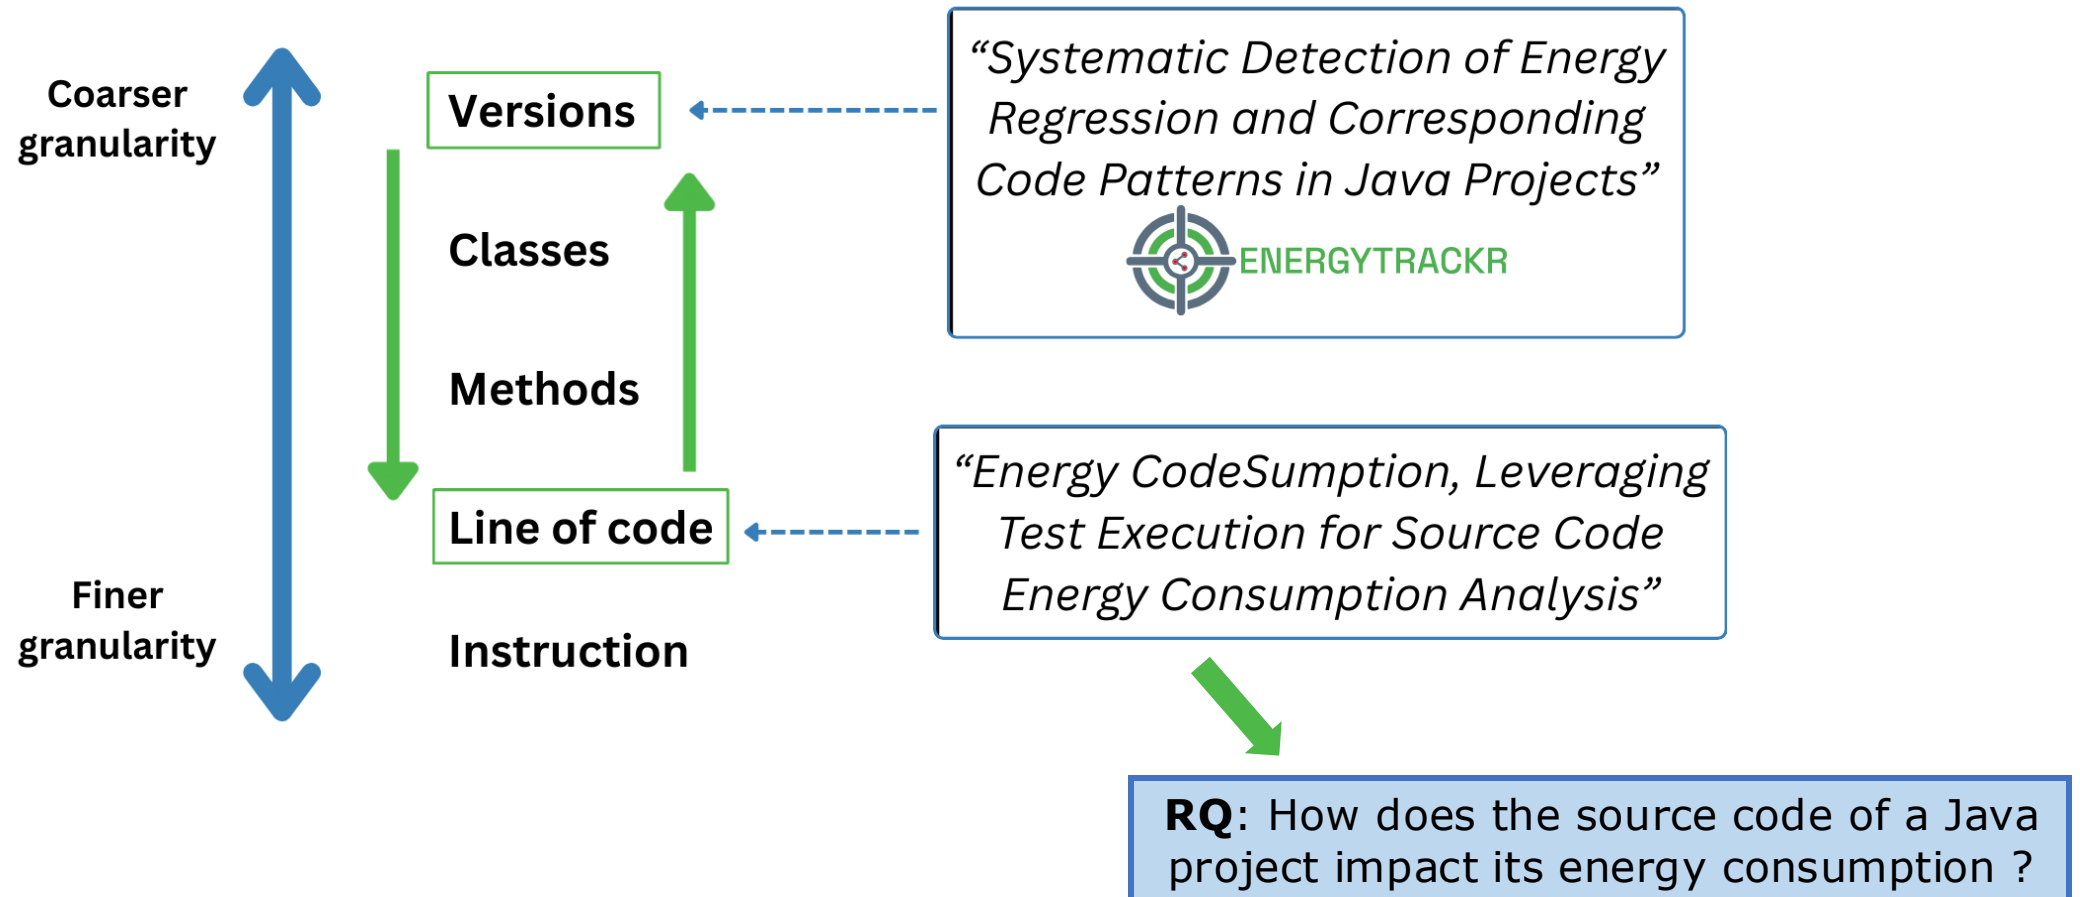 Coarser
granularity
Versions
Classes
Methods
Line of code
Instruction
Finer
granularity
“Systematic Detection of Energy
Regression and Corresponding
Code Patterns in Java Projects”
ENERGYTRACKR
“Energy CodeSumption, Leveraging
Test Execution for Source Code
Energy Consumption Analysis”
RQ: How does the source code of a Java
project impact its energy consumption ?